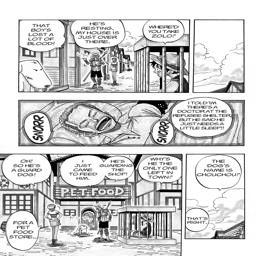 THAT
BOY'S
LOST A
LOT OF
BLOOD!
HE'S
RESTING.
MY HOUSE IS
JUST OVER
THERE.
WHERE'D
YOU TAKE
ZOLO?
SNORR
SNORR
I TOLD 'IM
THERE'S A
DOCTOR AT THE
REFUGEE SHELTER,
BUT HE SAID HE
JUST NEEDS A
LITTLE SLEEP!!
OH!
SO HE'S A
GUARD
DOG!
I
JUST
CAME
TO FEED
HIM.
HE'S
GUARDING
THE
SHOP.
WHY'S
HE THE
ONLY ONE
LEFT IN
TOWN?
THE
DOG'S
NAME IS
CHOUCHOU.
PET FOOD
FOR A
PET
FOOD
STORE...
THAT'S
RIGHT...